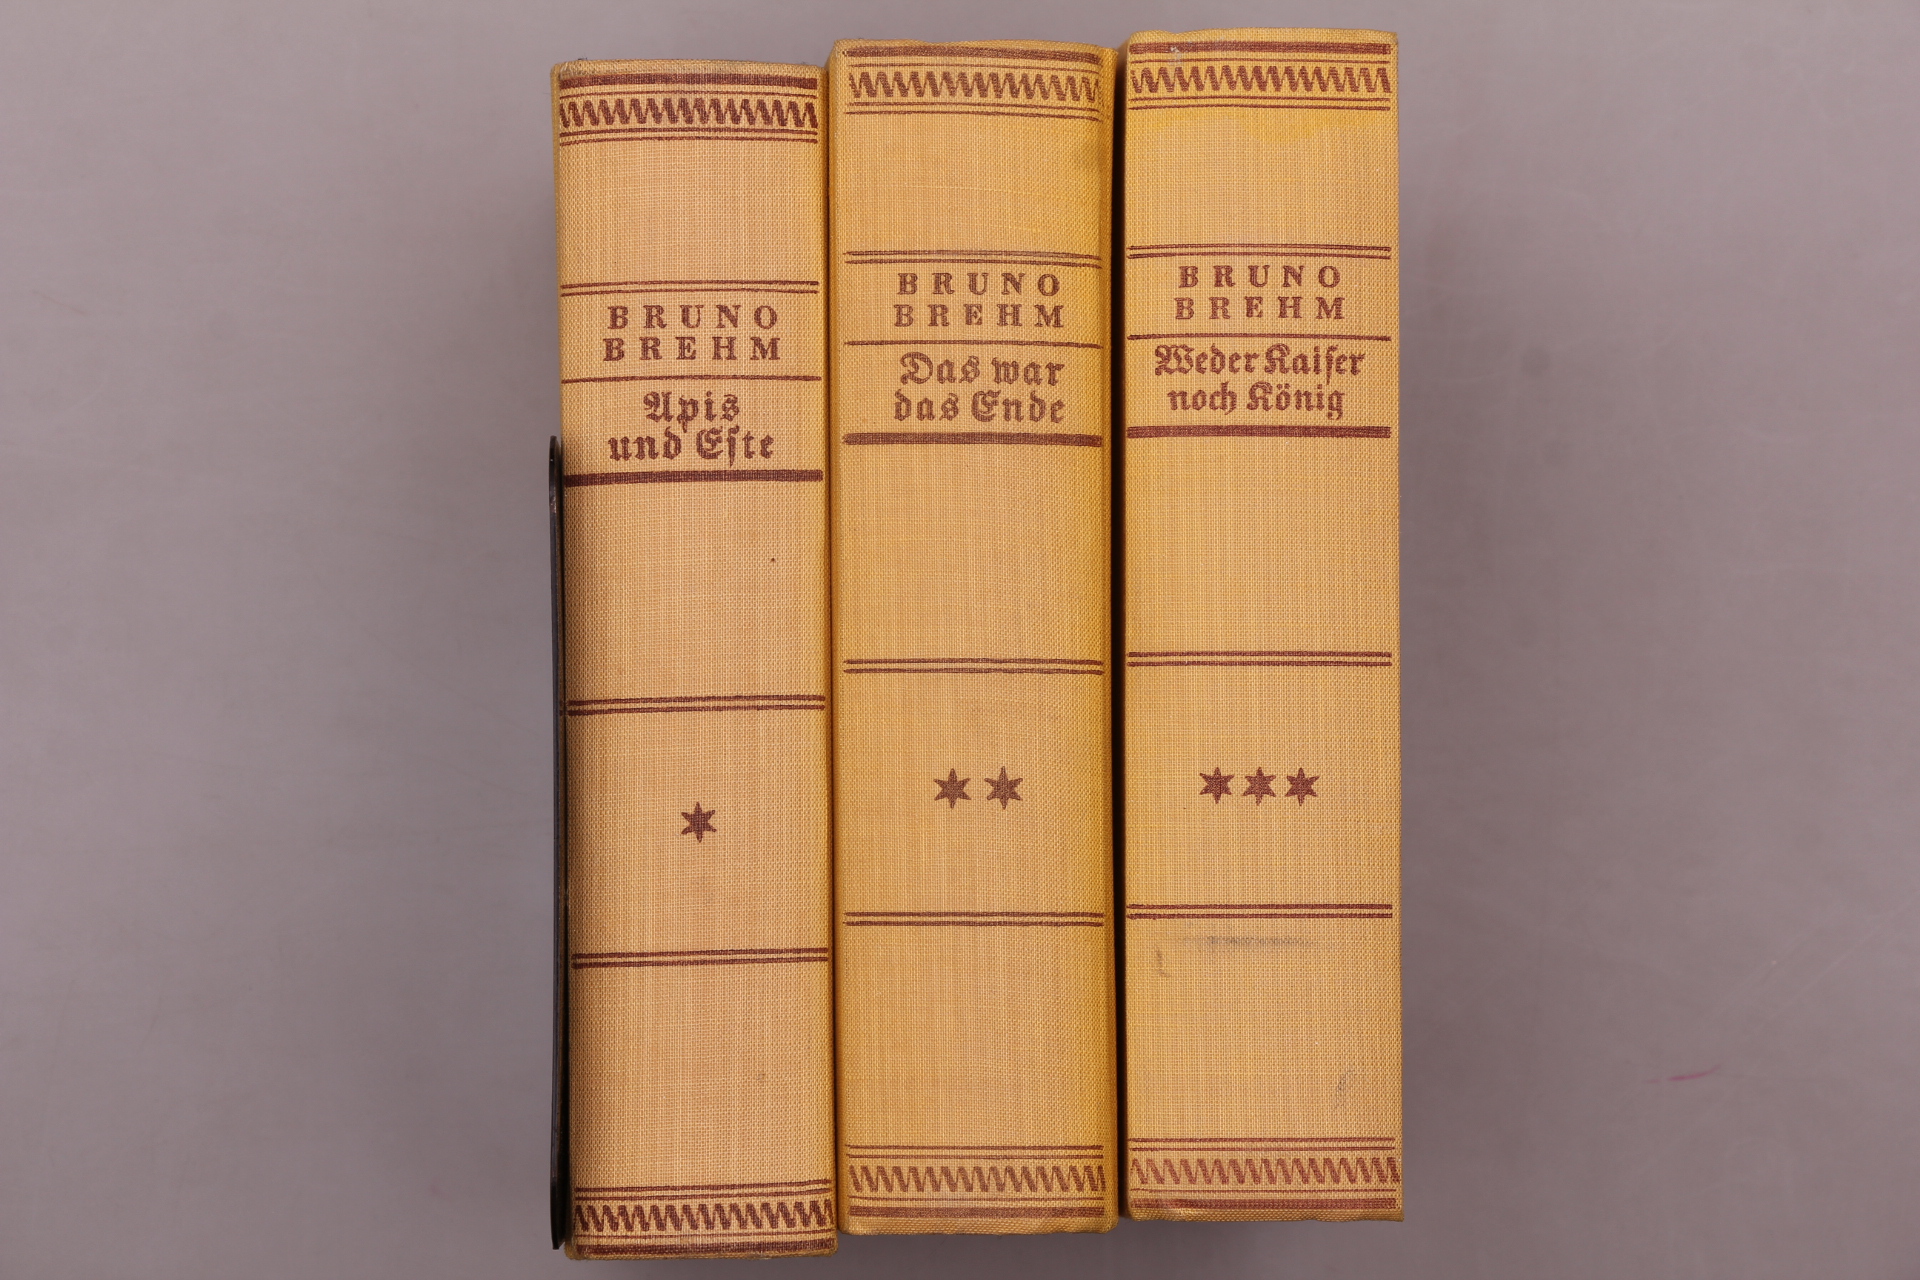 BRUNO
BREHM
Apis
und Eſte
BRUNO
BREHM
Das war
das Ende
BRUNO
BREHM
Weder Kaiſer
noch König